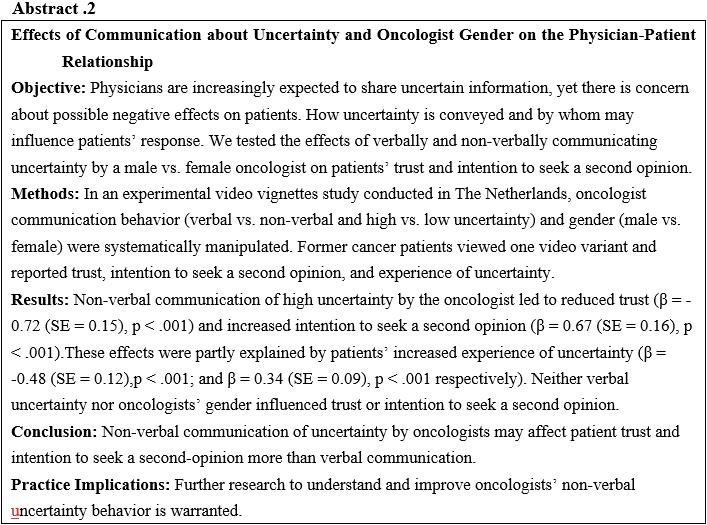 Abstract .2
Effects of Communication about Uncertainty and Oncologist Gender on the Physician-Patient
Relationship
Objective: Physicians are increasingly expected to share uncertain information, yet there is concern
about possible negative effects on patients. How uncertainty is conveyed and by whom may
influence patients’ response. We tested the effects of verbally and non-verbally communicating
uncertainty by a male vs. female oncologist on patients’ trust and intention to seek a second opinion.
Methods: In an experimental video vignettes study conducted in The Netherlands, oncologist
communication behavior (verbal vs. non-verbal and high vs. low uncertainty) and gender (male vs.
female) were systematically manipulated. Former cancer patients viewed one video variant and
reported trust, intention to seek a second opinion, and experience of uncertainty.
Results: Non-verbal communication of high uncertainty by the oncologist led to reduced trust (β = -
0.72 (SE = 0.15), p < .001) and increased intention to seek a second opinion (β = 0.67 (SE = 0.16), p
< .001).These effects were partly explained by patients’ increased experience of uncertainty (β =
-0.48 (SE = 0.12),p < .001; and β = 0.34 (SE = 0.09), p < .001 respectively). Neither verbal
uncertainty nor oncologists’ gender influenced trust or intention to seek a second opinion.
Conclusion: Non-verbal communication of uncertainty by oncologists may affect patient trust and
intention to seek a second-opinion more than verbal communication.
Practice Implications: Further research to understand and improve oncologists’ non-verbal
uncertainty behavior is warranted.